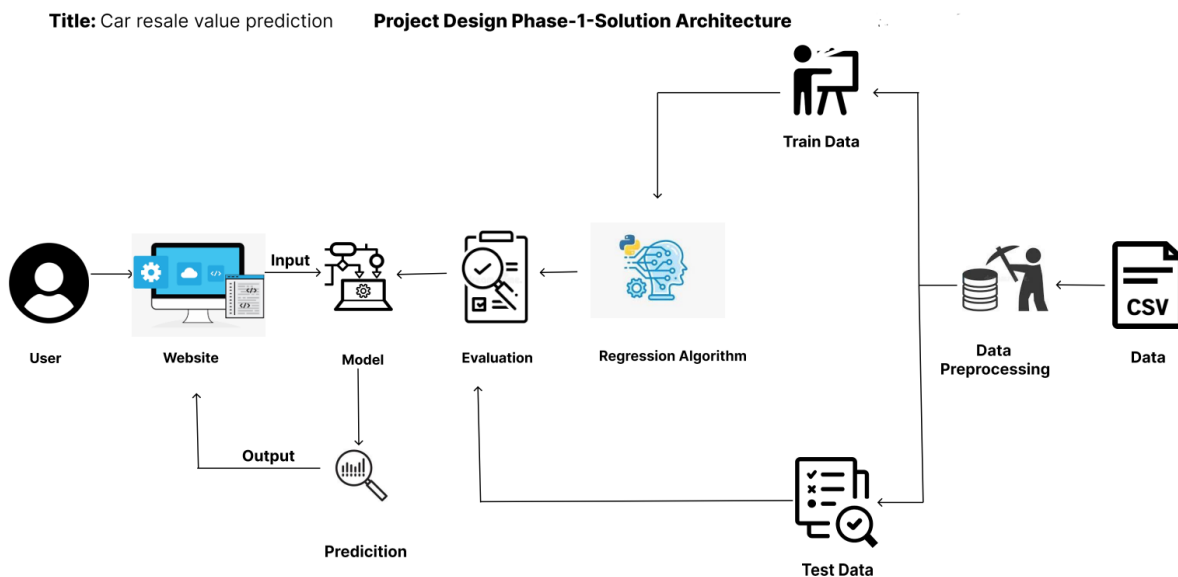 Title: Car resale value prediction Project Design Phase-1-Solution Architecture
Train Data
Input
User
Website
Model
Evaluation
Regression Algorithm
Data
Preprocessing
CSV
Data
Output
Predicition
Test Data